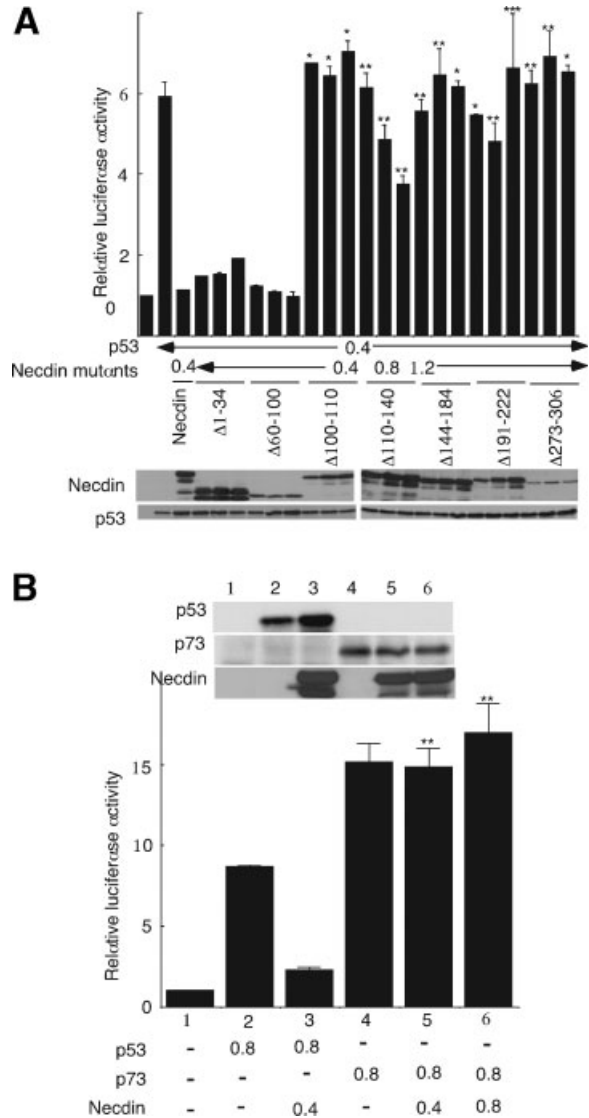 A
Relative luciferase activity
6
4
2
0
* * * ** ** ** ** ** * * ** *** ** ** *
p53 0.4
Necdin mutants 0.4 0.4 0.8 1.2
Necdin Δ1-34 Δ60-100 Δ100-110 Δ110-140 Δ144-184 Δ191-222 Δ273-306
Necdin
p53
B
1 2 3 4 5 6
p53
p73
Necdin
Relative luciferase activity
15
10
5
0
** **
1 2 3 4 5 6
p53 - 0.8 0.8 - - -
p73 - - - 0.8 0.8 0.8
Necdin - - 0.4 - 0.4 0.8